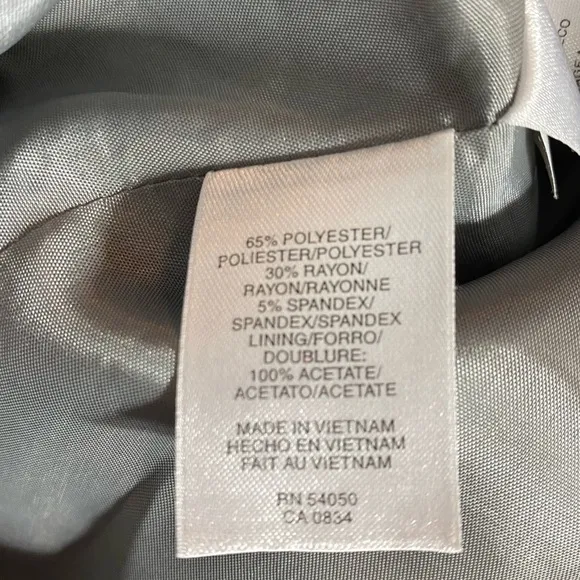 65% POLYESTER/
POLIESTER/POLYESTER
30% RAYON/
RAYON/RAYONNE
5% SPANDEX/
SPANDEX/SPANDEX
LINING/FORRO/
DOUBLURE:
100% ACETATE/
ACETATO/ACETATE
MADE IN VIETNAM
HECHO EN VIETNAM
FAIT AU VIETNAM
RN 54050
CA 0834